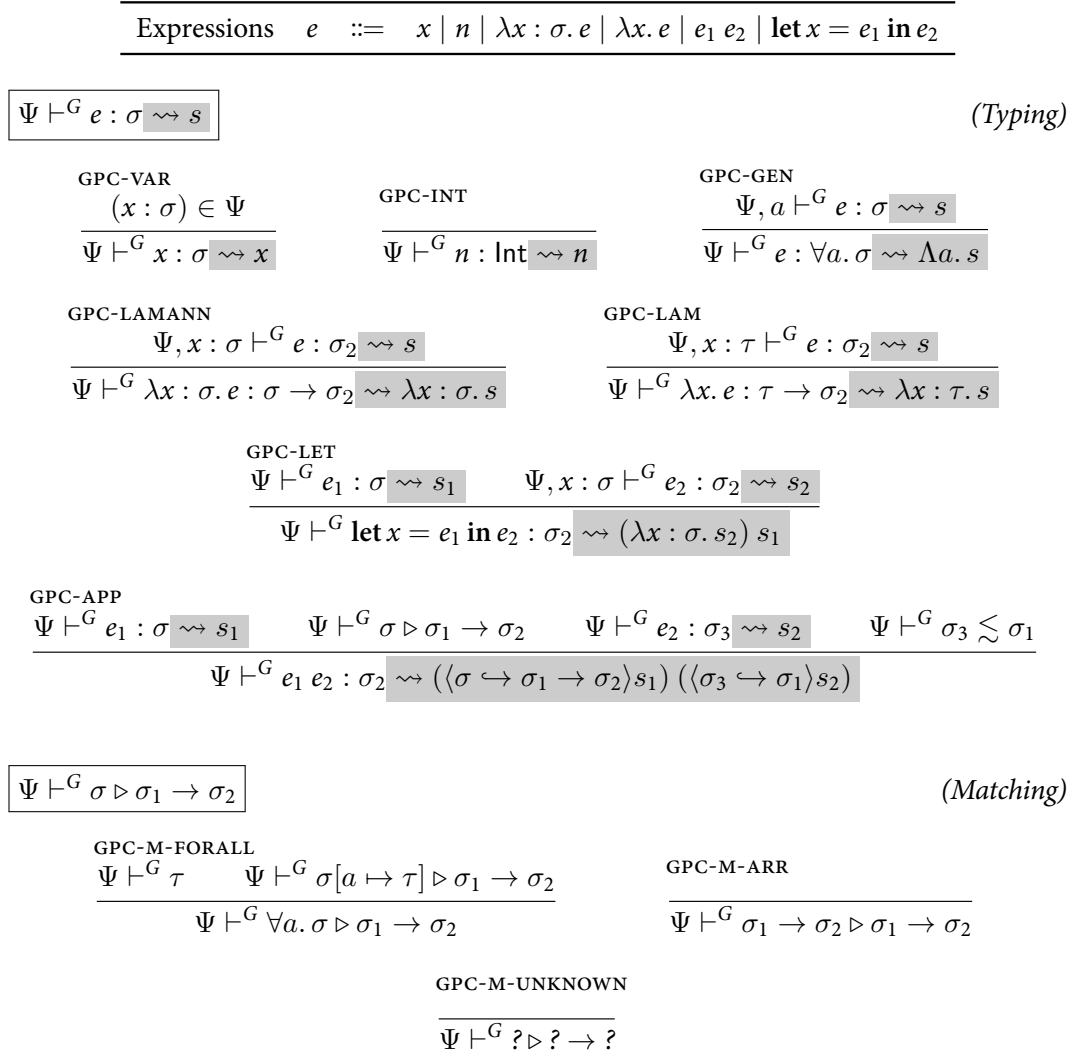 Expressions e ::= x | n | λx : σ. e | λx. e | e₁ e₂ | let x = e₁ in e₂
Ψ ⊢ᴳ e : σ ⇝ s (Typing)
GPC-VAR GPC-INT GPC-GEN
(x : σ) ∈ Ψ Ψ, a ⊢ᴳ e : σ ⇝ s
Ψ ⊢ᴳ x : σ ⇝ x Ψ ⊢ᴳ n : Int ⇝ n Ψ ⊢ᴳ e : ∀a. σ ⇝ Λa. s
GPC-LAMANN GPC-LAM
Ψ, x : σ ⊢ᴳ e : σ₂ ⇝ s Ψ, x : τ ⊢ᴳ e : σ₂ ⇝ s
Ψ ⊢ᴳ λx : σ. e : σ → σ₂ ⇝ λx : σ. s Ψ ⊢ᴳ λx. e : τ → σ₂ ⇝ λx : τ. s
GPC-LET
Ψ ⊢ᴳ e₁ : σ ⇝ s₁ Ψ, x : σ ⊢ᴳ e₂ : σ₂ ⇝ s₂
Ψ ⊢ᴳ let x = e₁ in e₂ : σ₂ ⇝ (λx : σ. s₂) s₁
GPC-APP
Ψ ⊢ᴳ e₁ : σ ⇝ s₁ Ψ ⊢ᴳ σ ▹ σ₁ → σ₂ Ψ ⊢ᴳ e₂ : σ₃ ⇝ s₂ Ψ ⊢ᴳ σ₃ ≲ σ₁
Ψ ⊢ᴳ e₁ e₂ : σ₂ ⇝ (⟨σ ↪ σ₁ → σ₂⟩s₁) (⟨σ₃ ↪ σ₁⟩s₂)
Ψ ⊢ᴳ σ ▹ σ₁ → σ₂ (Matching)
GPC-M-FORALL GPC-M-ARR
Ψ ⊢ᴳ τ Ψ ⊢ᴳ σ[a ↦ τ] ▹ σ₁ → σ₂
Ψ ⊢ᴳ ∀a. σ ▹ σ₁ → σ₂ Ψ ⊢ᴳ σ₁ → σ₂ ▹ σ₁ → σ₂
GPC-M-UNKNOWN
Ψ ⊢ᴳ ? ▹ ? → ?